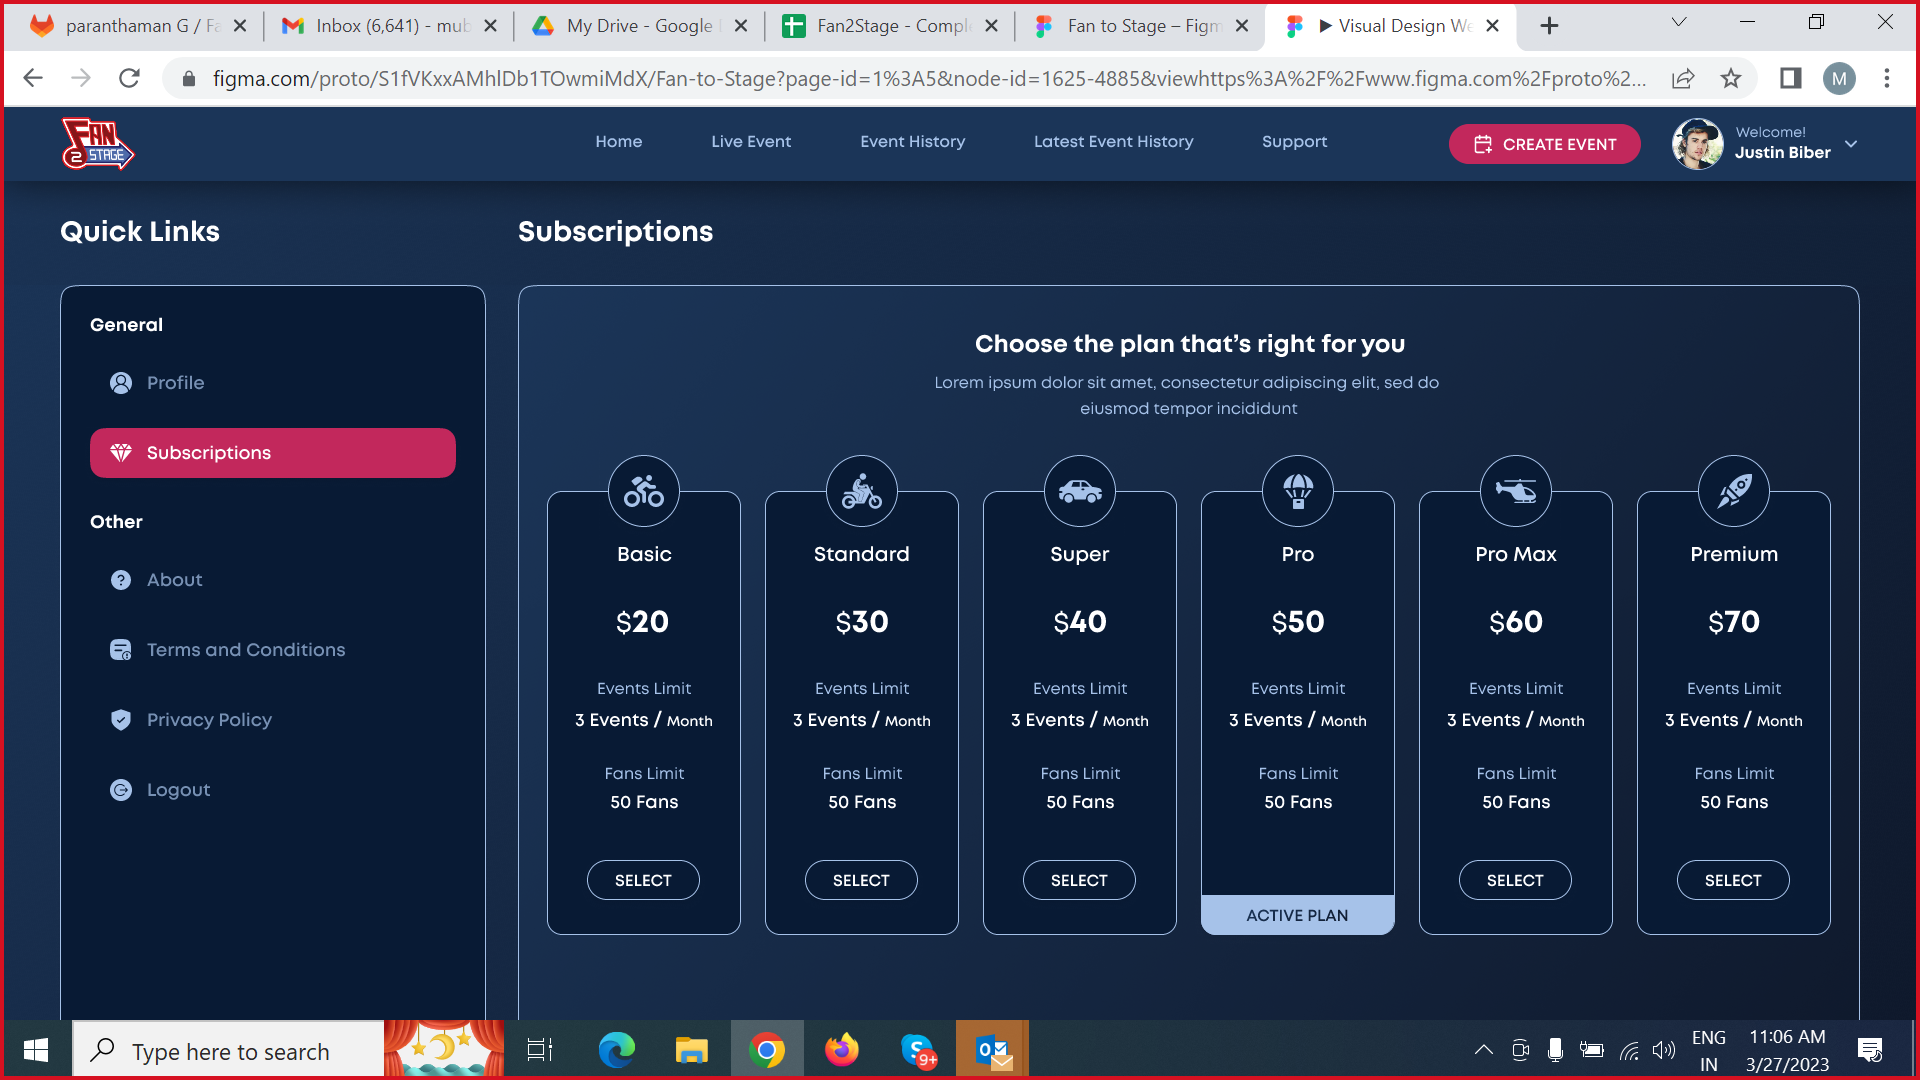 paranthaman G / Fa
Inbox (6,641) - mub
My Drive - Google
Fan2Stage - Comple
Fan to Stage – Figm
Visual Design We
figma.com/proto/S1fVKxxAMhlDb1TOwmiMdX/Fan-to-Stage?page-id=1%3A5&node-id=1625-4885&viewhttps%3A%2F%2Fwww.figma.com%2Fproto%2...
M
FAN
2 STAGE
Home
Live Event
Event History
Latest Event History
Support
CREATE EVENT
Welcome!
Justin Biber
Quick Links
Subscriptions
General
Profile
Subscriptions
Other
About
Terms and Conditions
Privacy Policy
Logout
Choose the plan that’s right for you
Lorem ipsum dolor sit amet, consectetur adipiscing elit, sed do
eiusmod tempor incididunt
Basic
$20
Events Limit
3 Events / Month
Fans Limit
50 Fans
SELECT
Standard
$30
Events Limit
3 Events / Month
Fans Limit
50 Fans
SELECT
Super
$40
Events Limit
3 Events / Month
Fans Limit
50 Fans
SELECT
Pro
$50
Events Limit
3 Events / Month
Fans Limit
50 Fans
ACTIVE PLAN
Pro Max
$60
Events Limit
3 Events / Month
Fans Limit
50 Fans
SELECT
Premium
$70
Events Limit
3 Events / Month
Fans Limit
50 Fans
SELECT
Type here to search
S
9+
O
ENG
IN
11:06 AM
3/27/2023